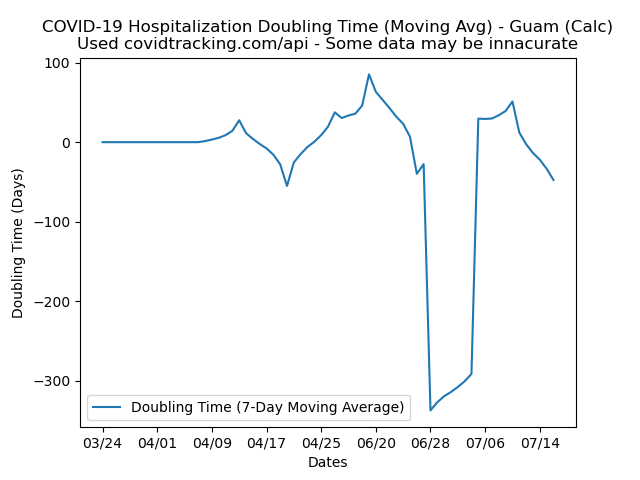 COVID-19 Hospitalization Doubling Time (Moving Avg) - Guam (Calc)
Used covidtracking.com/api - Some data may be innacurate
100
0
−100
−200
−300
Doubling Time (Days)
Doubling Time (7-Day Moving Average)
03/24 04/01 04/09 04/17 04/25 06/20 06/28 07/06 07/14
Dates